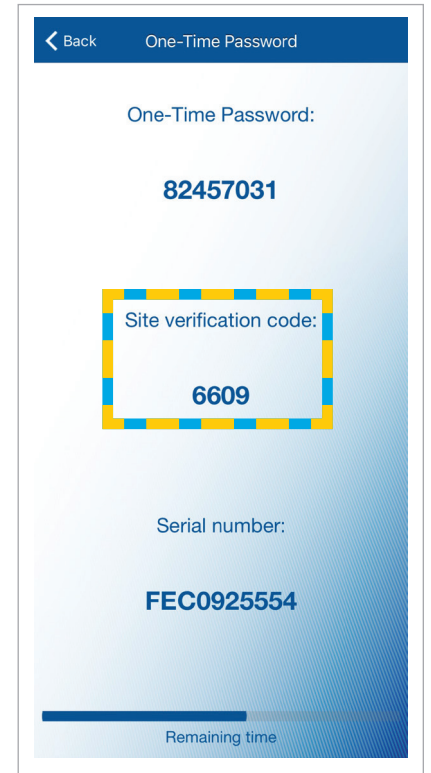 Back One-Time Password
One-Time Password:
82457031
Site verification code:
6609
Serial number:
FEC0925554
Remaining time